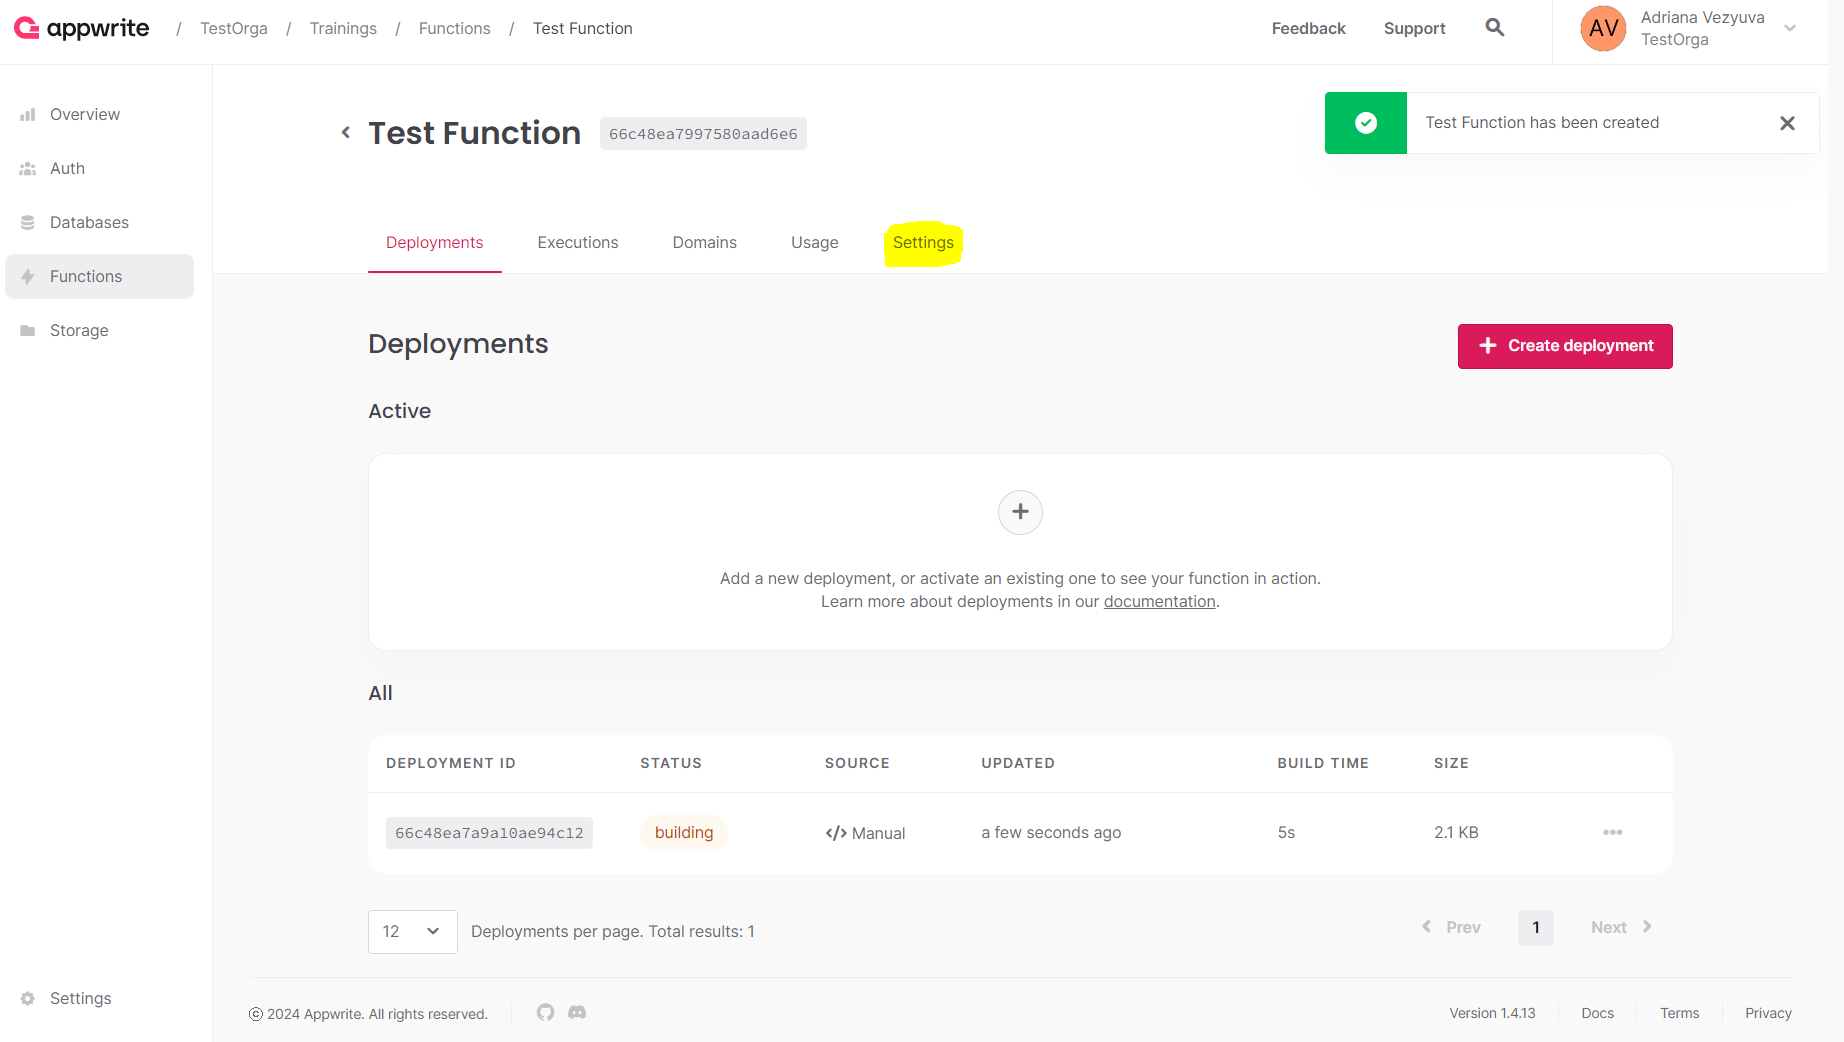 appwrite / TestOrga / Trainings / Functions / Test Function
Feedback Support
AV Adriana Vezyuva
TestOrga
Overview
Auth
Databases
Functions
Storage
Settings
Test Function 66c48ea7997580aad6e6
Test Function has been created
Deployments Executions Domains Usage Settings
Deployments
Create deployment
Active
Add a new deployment, or activate an existing one to see your function in action.
Learn more about deployments in our documentation.
All
DEPLOYMENT ID STATUS SOURCE UPDATED BUILD TIME SIZE
66c48ea7a9a10ae94c12 building </> Manual a few seconds ago 5s 2.1 KB
12 Deployments per page. Total results: 1
Prev 1 Next
© 2024 Appwrite. All rights reserved.
Version 1.4.13 Docs Terms Privacy